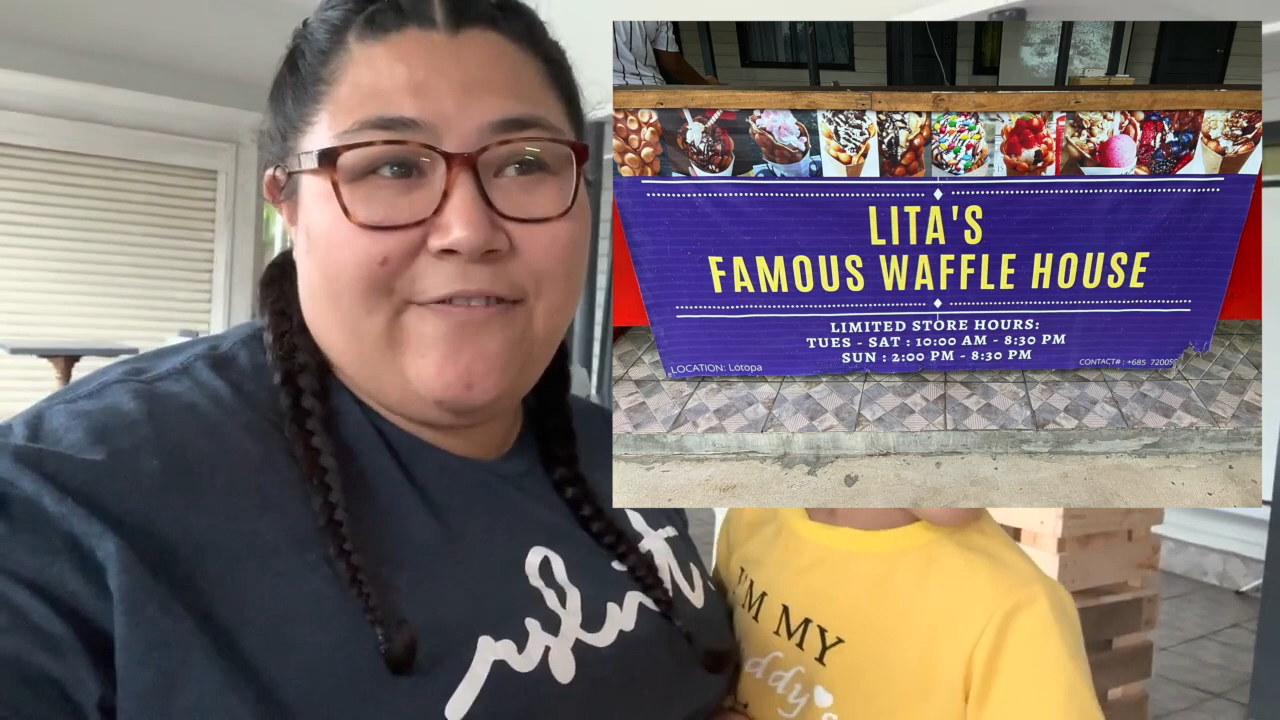 LITA'S
FAMOUS WAFFLE HOUSE
LIMITED STORE HOURS:
TUES - SAT : 10:00 AM - 8:30 PM
SUN : 2:00 PM - 8:30 PM
LOCATION: Lotopa
CONTACT# : +685
I'M MY